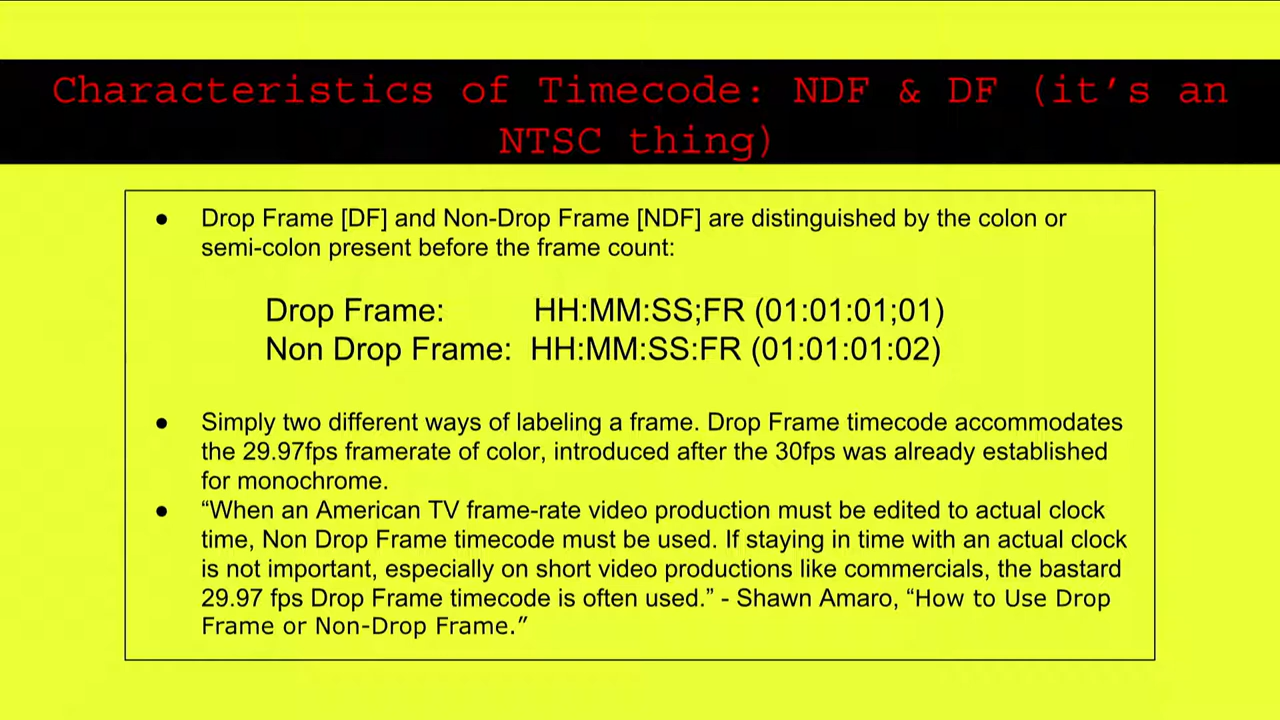 Characteristics of Timecode: NDF & DF (it’s an
NTSC thing)
● Drop Frame [DF] and Non-Drop Frame [NDF] are distinguished by the colon or
semi-colon present before the frame count:
Drop Frame: HH:MM:SS;FR (01:01:01;01)
Non Drop Frame: HH:MM:SS:FR (01:01:01:02)
● Simply two different ways of labeling a frame. Drop Frame timecode accommodates
the 29.97fps framerate of color, introduced after the 30fps was already established
for monochrome.
● “When an American TV frame-rate video production must be edited to actual clock
time, Non Drop Frame timecode must be used. If staying in time with an actual clock
is not important, especially on short video productions like commercials, the bastard
29.97 fps Drop Frame timecode is often used.” - Shawn Amaro, “How to Use Drop
Frame or Non-Drop Frame.”